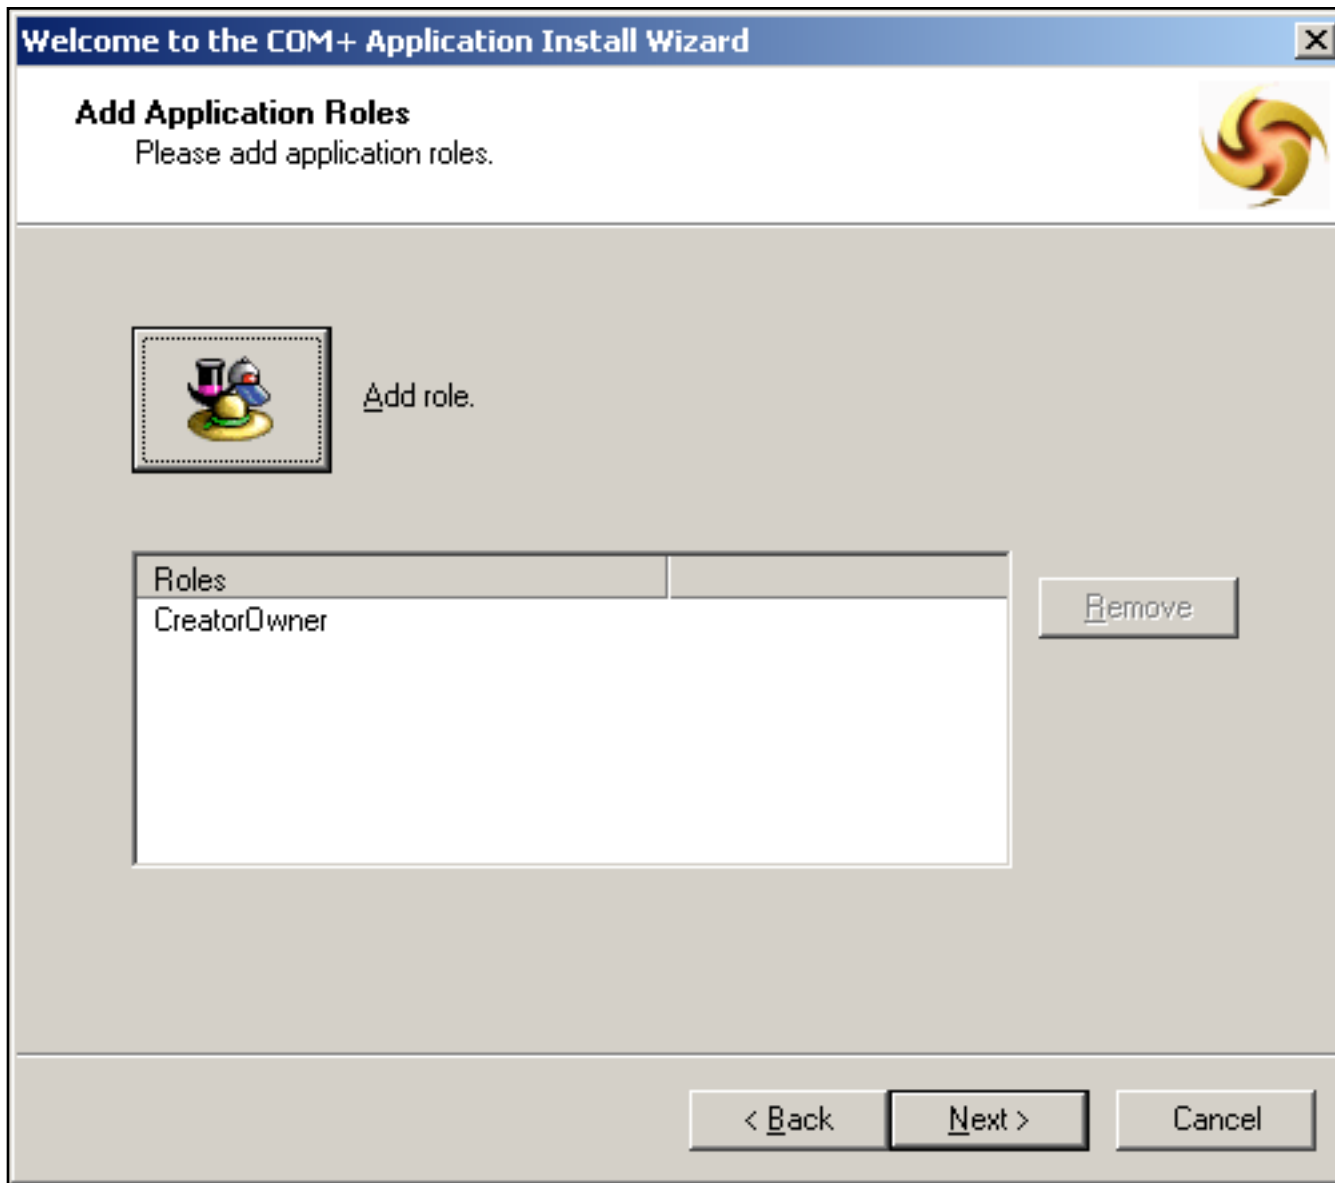 Welcome to the COM+ Application Install Wizard
Add Application Roles
Please add application roles.
Add role.
Roles
CreatorOwner
Remove
< Back
Next >
Cancel